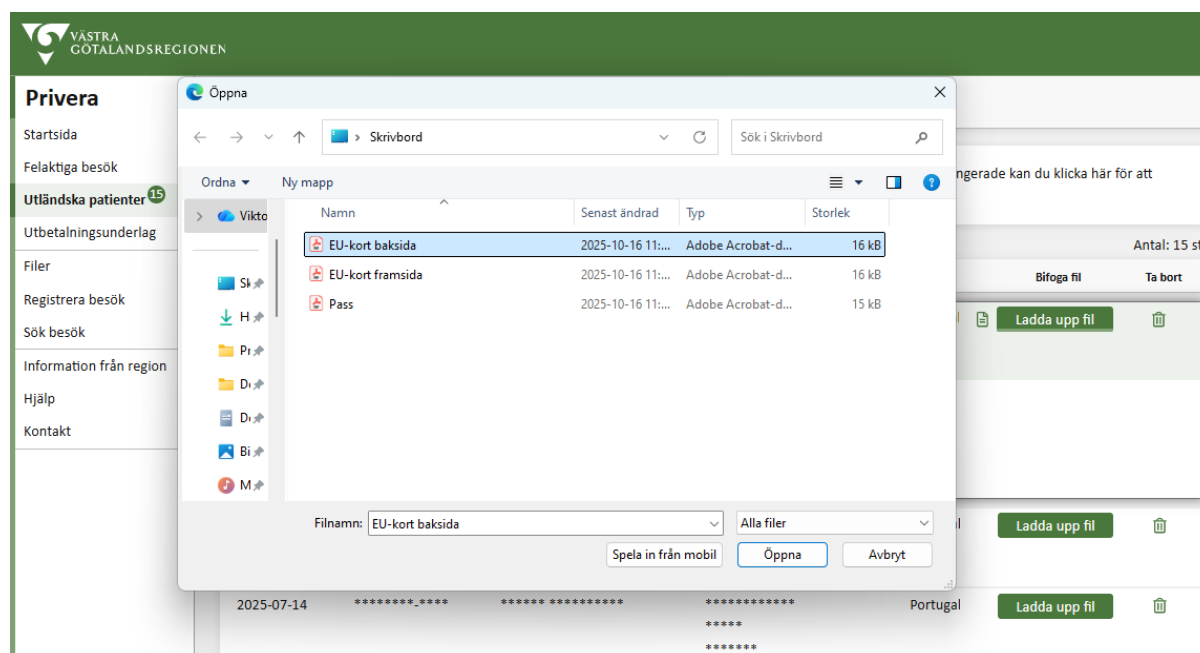 VÄSTRA
GÖTALANDSREGIONEN
Privera
Startsida
Felaktiga besök
Utländska patienter 15
Utbetalningsunderlag
Filer
Registrera besök
Sök besök
Information från region
Hjälp
Kontakt
Öppna
Skrivbord
Sök i Skrivbord
Ordna
Ny mapp
Namn Senast ändrad Typ Storlek
Vikto
EU-kort baksida 2025-10-16 11:... Adobe Acrobat-d... 16 kB
EU-kort framsida 2025-10-16 11:... Adobe Acrobat-d... 16 kB
Pass 2025-10-16 11:... Adobe Acrobat-d... 15 kB
Sk
H
Pr
D
D
Bi
M
Filnamn: EU-kort baksida Alla filer
Spela in från mobil Öppna Avbryt
ngerade kan du klicka här för att
Antal: 15 st
Bifoga fil Ta bort
l Ladda upp fil
l Ladda upp fil
2025-07-14 ********-**** ****** ********** ************ Portugal Ladda upp fil
*****
*******